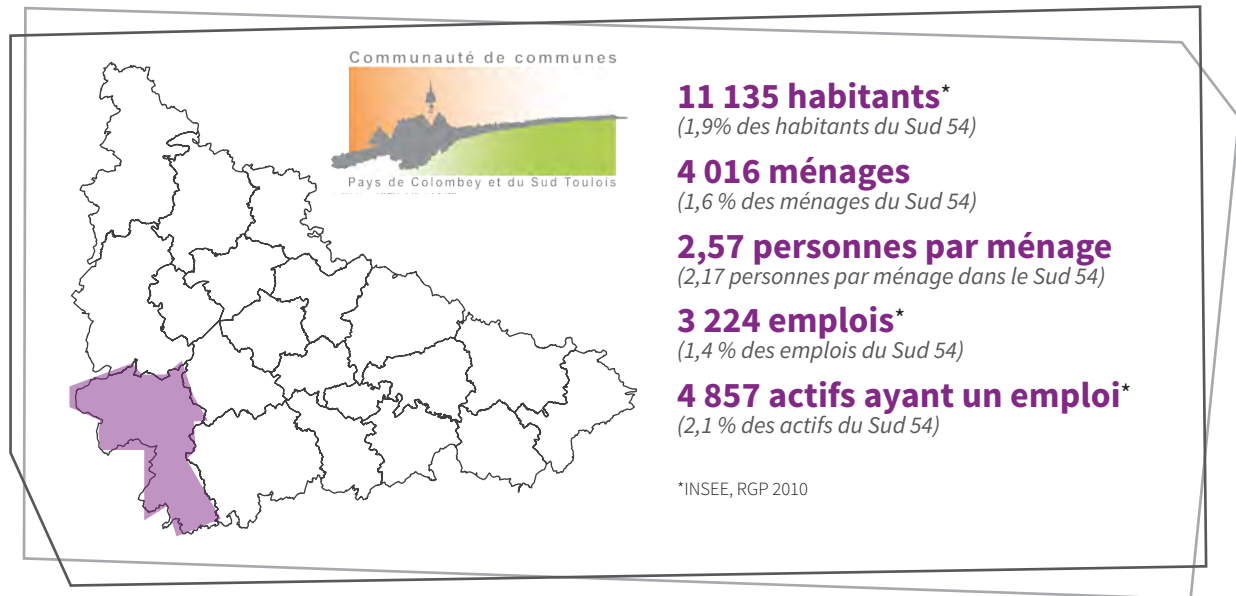 Communauté de communes
Pays de Colombey et du Sud Toulois
11 135 habitants*
(1,9% des habitants du Sud 54)
4 016 ménages
(1,6 % des ménages du Sud 54)
2,57 personnes par ménage
(2,17 personnes par ménage dans le Sud 54)
3 224 emplois*
(1,4 % des emplois du Sud 54)
4 857 actifs ayant un emploi*
(2,1 % des actifs du Sud 54)
*INSEE, RGP 2010